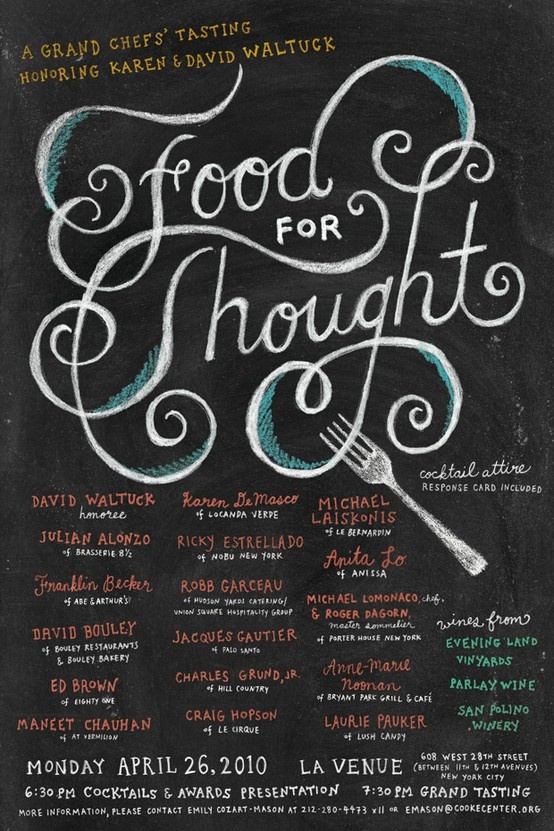 A GRAND CHEFS' TASTING
HONORING KAREN & DAVID WALTUCK
Food
FOR
Thought
cocktail attire
RESPONSE CARD INCLUDED
DAVID WALTUCK
honoree
JULIAN ALONZO
of BRASSERIE 8½
Franklin Becker
of ABE & ARTHUR'S
DAVID BOULEY
of BOULEY RESTAURANTS
& BOULEY BAKERY
ED BROWN
of EIGHTY ONE
MANEET CHAUHAN
of AT VERMILION
Karen DeMasco
of LOCANDA VERDE
RICKY ESTRELLADO
of NOBU NEW YORK
ROBB GARCEAU
of HUDSON YARDS CATERING/
UNION SQUARE HOSPITALITY GROUP
JACQUES GAUTIER
of PALO SANTO
CHARLES GRUND, JR.
of HILL COUNTRY
CRAIG HOPSON
of LE CIRQUE
MICHAEL
LAISKONIS
of LE BERNARDIN
Anita Lo
of ANISSA
MICHAEL LOMONACO, chef,
& ROGER DAGORN,
master sommelier
of PORTER HOUSE NEW YORK
Anne-Marie
Noonan
of BRYANT PARK GRILL & CAFÉ
LAURIE PAUKER
of LUSH CANDY
wines from
EVENING LAND
VINYARDS
PARLAY WINE
SAN POLINO
WINERY
MONDAY APRIL 26, 2010
LA VENUE
608 WEST 28TH STREET
(BETWEEN 11TH & 12TH AVENUES)
NEW YORK CITY
6:30 PM COCKTAILS & AWARDS PRESENTATION 7:30 PM GRAND TASTING
MORE INFORMATION, PLEASE CONTACT EMILY COZART-MASON AT 212-280-4473 x11 OR EMASON@COOKECENTER.ORG